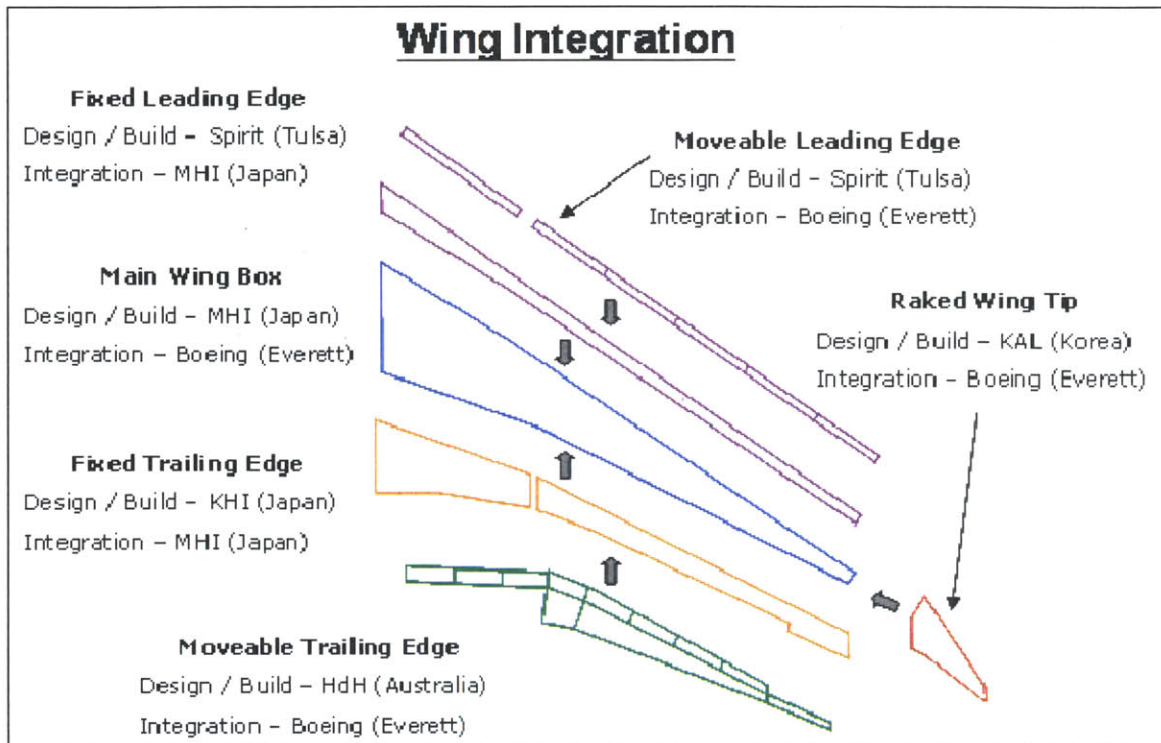 Wing Integration
Fixed Leading Edge
Design / Build – Spirit (Tulsa)
Integration – MHI (Japan)
Moveable Leading Edge
Design / Build – Spirit (Tulsa)
Integration – Boeing (Everett)
Main Wing Box
Design / Build – MHI (Japan)
Integration – Boeing (Everett)
Raked Wing Tip
Design / Build – KAL (Korea)
Integration – Boeing (Everett)
Fixed Trailing Edge
Design / Build – KHI (Japan)
Integration – MHI (Japan)
Moveable Trailing Edge
Design / Build – HdH (Australia)
Integration – Boeing (Everett)